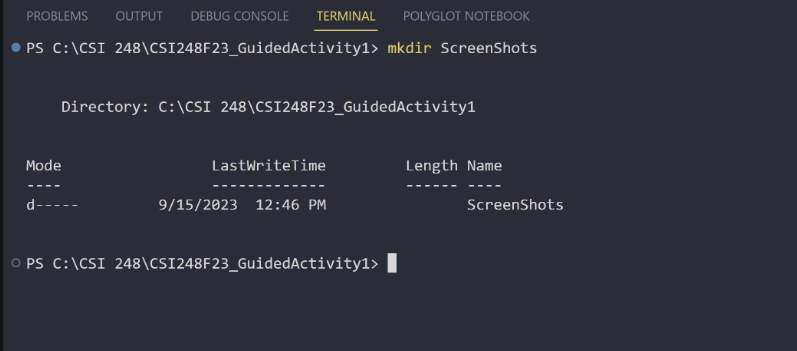 PROBLEMS OUTPUT DEBUG CONSOLE TERMINAL POLYGLOT NOTEBOOK
PS C:\CSI 248\CSI248F23_GuidedActivity1> mkdir ScreenShots
Directory: C:\CSI 248\CSI248F23_GuidedActivity1
Mode LastWriteTime Length Name
---- ------------- ------ ----
d----- 9/15/2023 12:46 PM ScreenShots
PS C:\CSI 248\CSI248F23_GuidedActivity1>